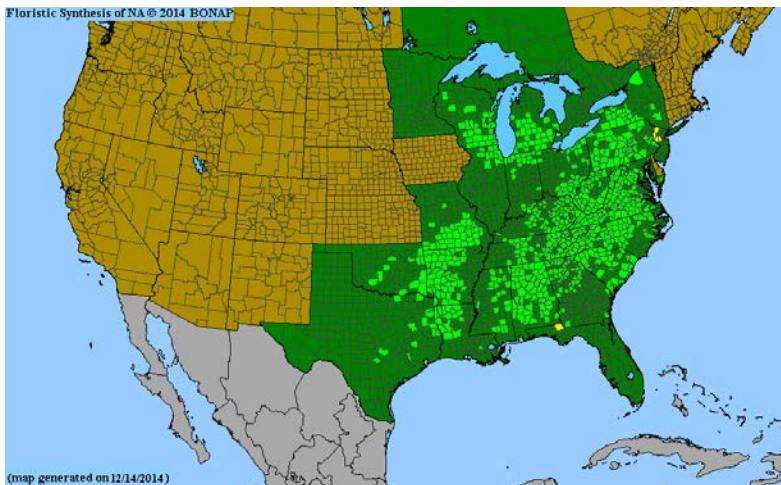 Floristic Synthesis of NA © 2014 BONAP
(map generated on 12/14/2014)